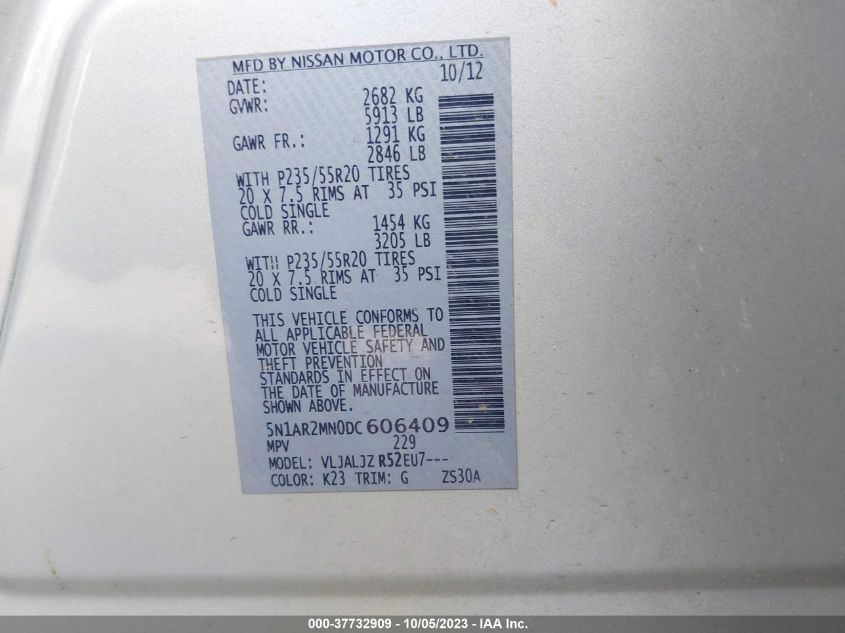 MFD BY NISSAN MOTOR CO., LTD.
DATE: 10/12
GVWR: 2682 KG
5913 LB
GAWR FR.: 1291 KG
2846 LB
WITH P235/55R20 TIRES
20 X 7.5 RIMS AT 35 PSI
COLD SINGLE
GAWR RR.: 1454 KG
3205 LB
WITH P235/55R20 TIRES
20 X 7.5 RIMS AT 35 PSI
COLD SINGLE
THIS VEHICLE CONFORMS TO
ALL APPLICABLE FEDERAL
MOTOR VEHICLE SAFETY AND
THEFT PREVENTION
STANDARDS IN EFFECT ON
THE DATE OF MANUFACTURE
SHOWN ABOVE.
5N1AR2MN0DC606409
MPV 229
MODEL: VLJALJZ R52EU7---
COLOR: K23 TRIM: G ZS30A
000-37732909 - 10/05/2023 - IAA Inc.